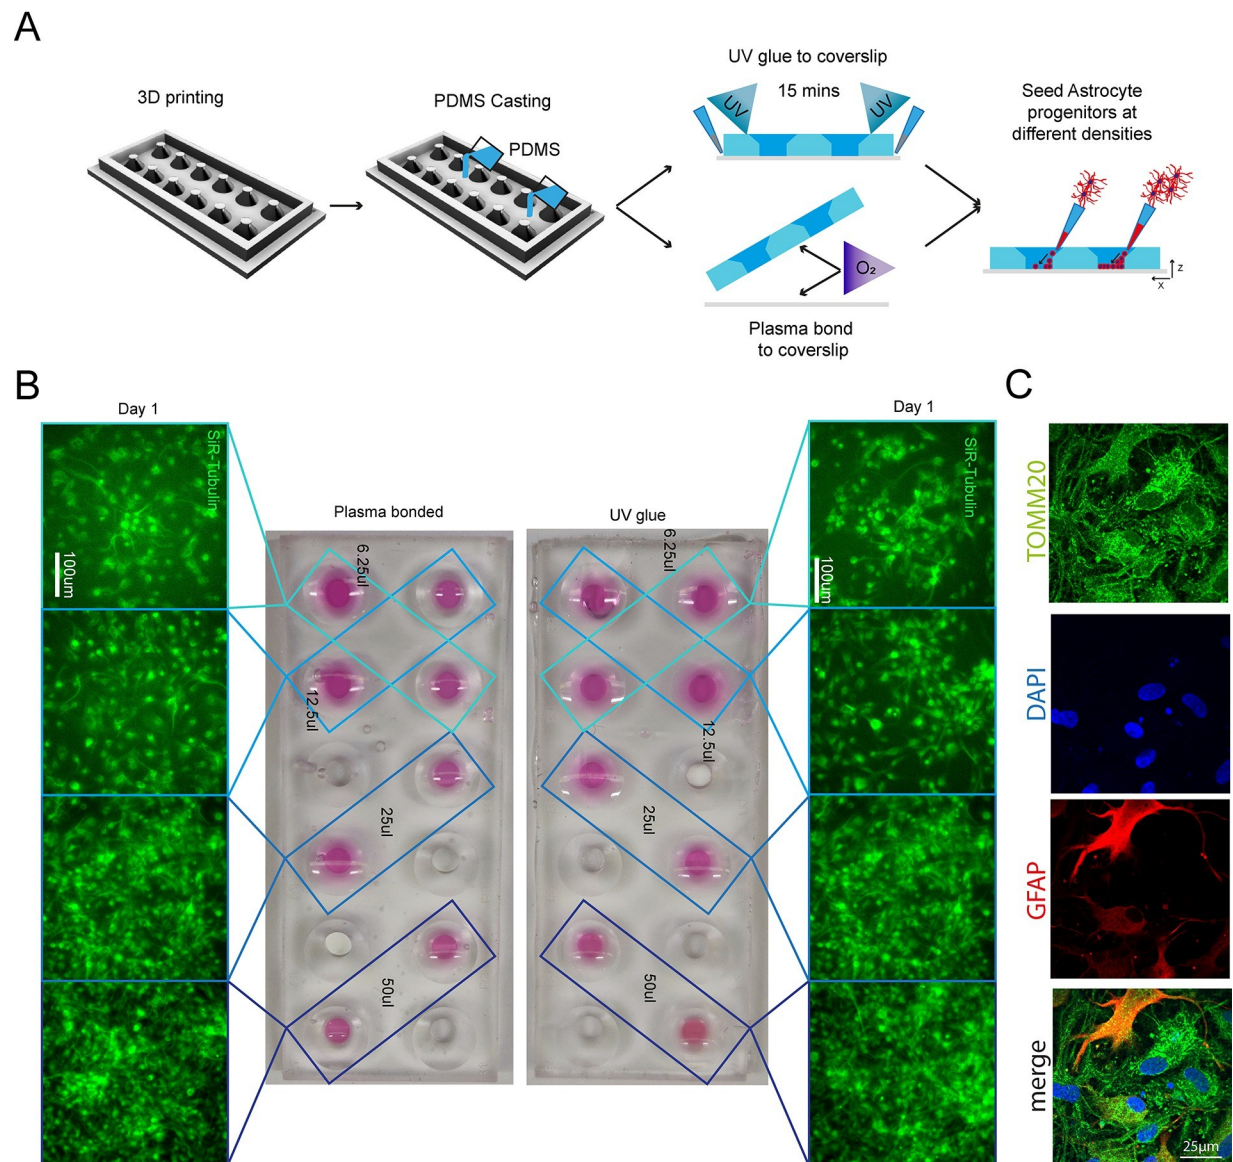 A
3D printing
PDMS Casting
PDMS
UV glue to coverslip
15 mins
UV
UV
O₂
Plasma bond
to coverslip
Seed Astrocyte
progenitors at
different densities
z
x
B
Day 1
SiR-Tubulin
100um
Plasma bonded
6.25ul
12.5ul
25ul
50ul
UV glue
6.25ul
12.5ul
25ul
50ul
Day 1
SiR-Tubulin
100um
C
TOMM20
DAPI
GFAP
merge
25µm